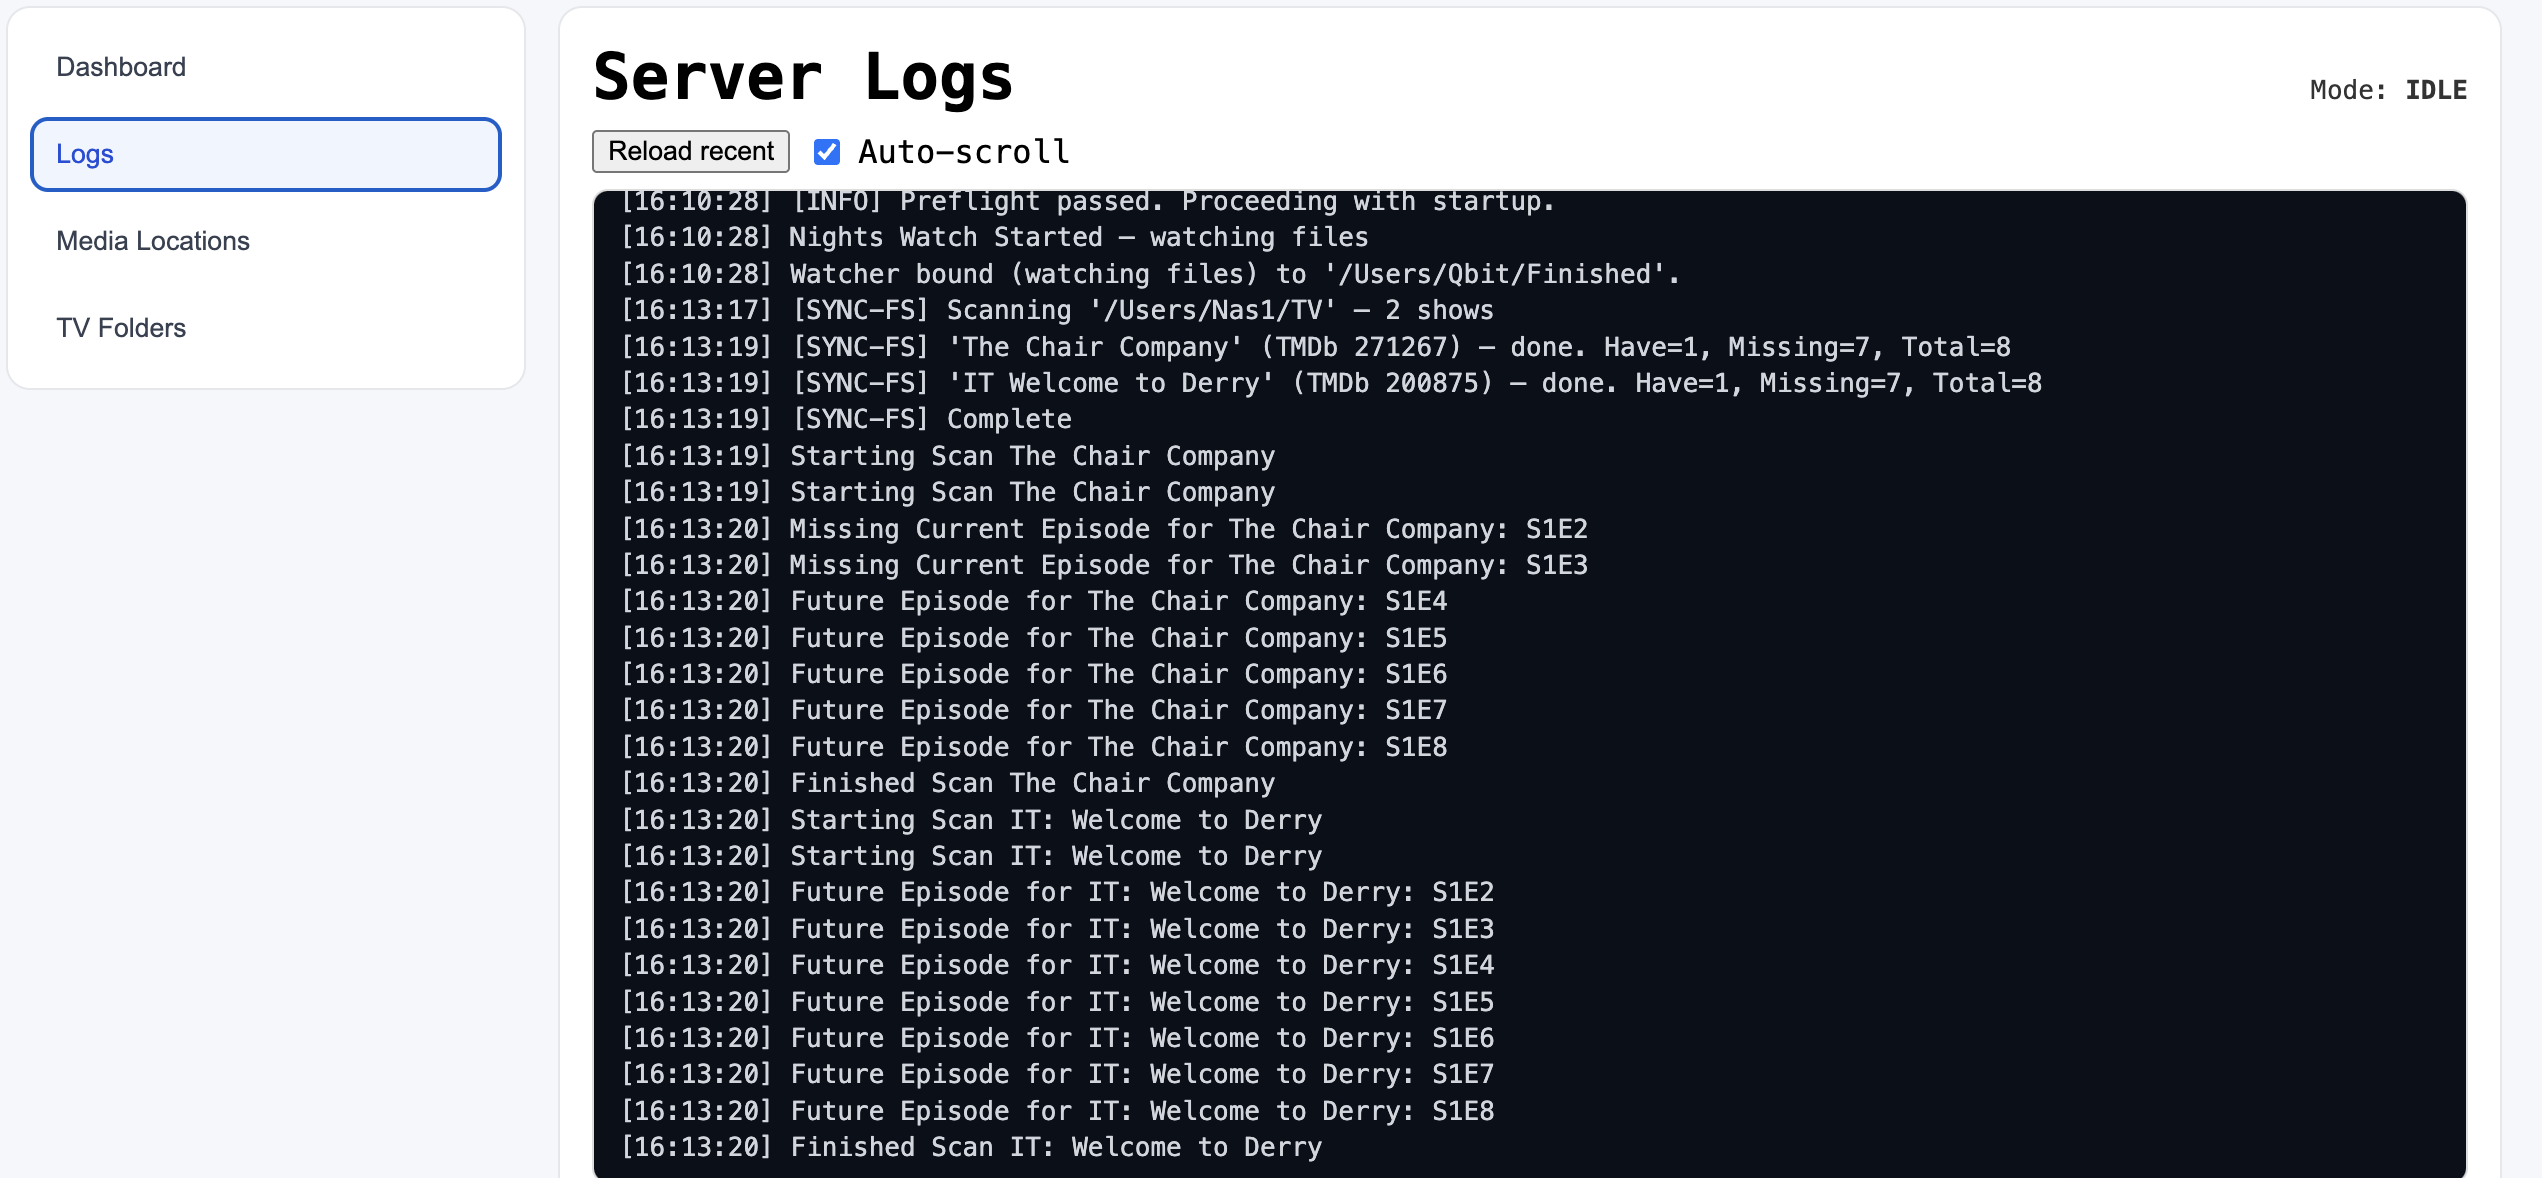 Dashboard
Logs
Media Locations
TV Folders
Server Logs
Mode: IDLE
Reload recent
Auto-scroll
[16:10:28] [INFO] Preflight passed. Proceeding with startup.
[16:10:28] Nights Watch Started — watching files
[16:10:28] Watcher bound (watching files) to '/Users/Qbit/Finished'.
[16:13:17] [SYNC-FS] Scanning '/Users/Nas1/TV' — 2 shows
[16:13:19] [SYNC-FS] 'The Chair Company' (TMDb 271267) — done. Have=1, Missing=7, Total=8
[16:13:19] [SYNC-FS] 'IT Welcome to Derry' (TMDb 200875) — done. Have=1, Missing=7, Total=8
[16:13:19] [SYNC-FS] Complete
[16:13:19] Starting Scan The Chair Company
[16:13:19] Starting Scan The Chair Company
[16:13:20] Missing Current Episode for The Chair Company: S1E2
[16:13:20] Missing Current Episode for The Chair Company: S1E3
[16:13:20] Future Episode for The Chair Company: S1E4
[16:13:20] Future Episode for The Chair Company: S1E5
[16:13:20] Future Episode for The Chair Company: S1E6
[16:13:20] Future Episode for The Chair Company: S1E7
[16:13:20] Future Episode for The Chair Company: S1E8
[16:13:20] Finished Scan The Chair Company
[16:13:20] Starting Scan IT: Welcome to Derry
[16:13:20] Starting Scan IT: Welcome to Derry
[16:13:20] Future Episode for IT: Welcome to Derry: S1E2
[16:13:20] Future Episode for IT: Welcome to Derry: S1E3
[16:13:20] Future Episode for IT: Welcome to Derry: S1E4
[16:13:20] Future Episode for IT: Welcome to Derry: S1E5
[16:13:20] Future Episode for IT: Welcome to Derry: S1E6
[16:13:20] Future Episode for IT: Welcome to Derry: S1E7
[16:13:20] Future Episode for IT: Welcome to Derry: S1E8
[16:13:20] Finished Scan IT: Welcome to Derry